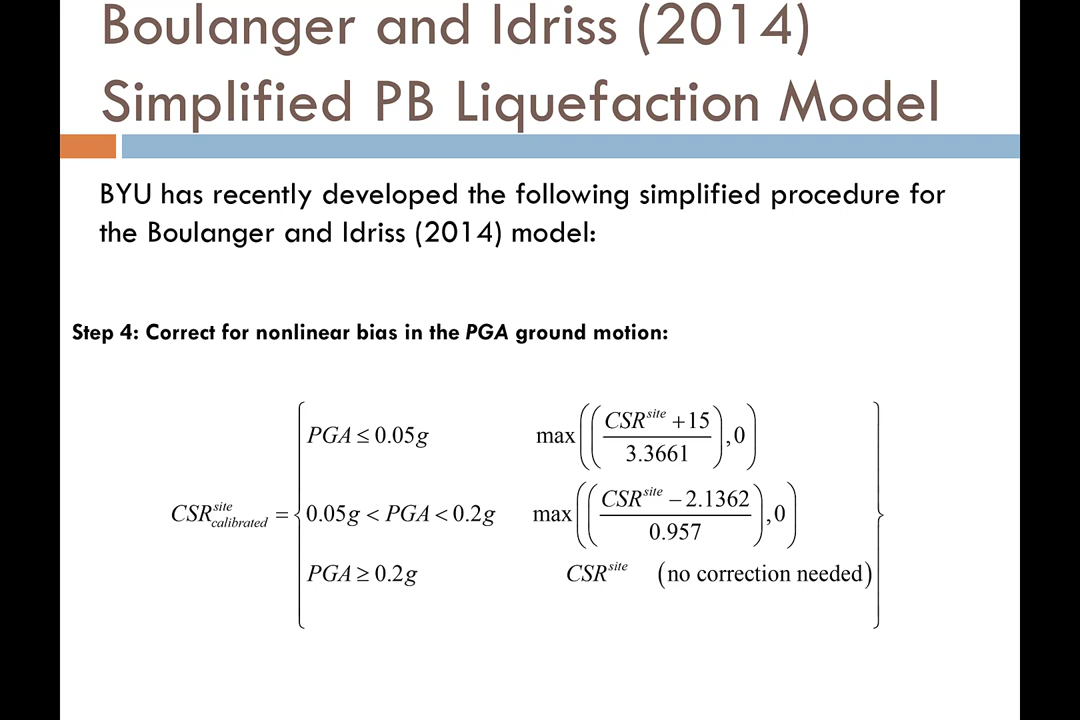 Boulanger and Idriss (2014)
Simplified PB Liquefaction Model
BYU has recently developed the following simplified procedure for
the Boulanger and Idriss (2014) model:
Step 4: Correct for nonlinear bias in the PGA ground motion:
CSR^{site}_{calibrated} = { PGA ≤ 0.05g    max(((CSR^{site} + 15)/3.3661), 0)
0.05g < PGA < 0.2g    max(((CSR^{site} − 2.1362)/0.957), 0)
PGA ≥ 0.2g    CSR^{site}    (no correction needed) }